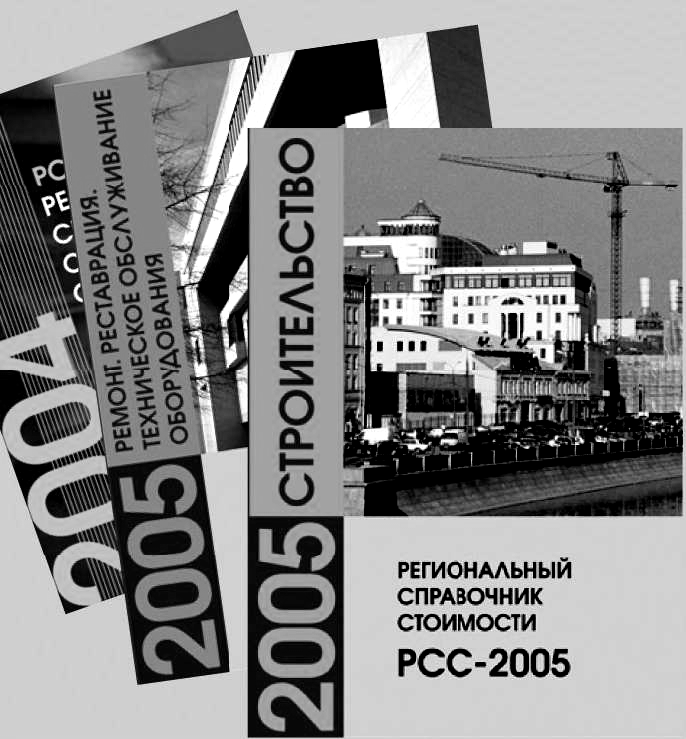 2004
РЕМОНТ. РЕСТАВРАЦИЯ.
ТЕХНИЧЕСКОЕ ОБСЛУЖИВАНИЕ
ОБОРУДОВАНИЯ
2005
СТРОИТЕЛЬСТВО
2005
РЕГИОНАЛЬНЫЙ
СПРАВОЧНИК
СТОИМОСТИ
РСС-2005